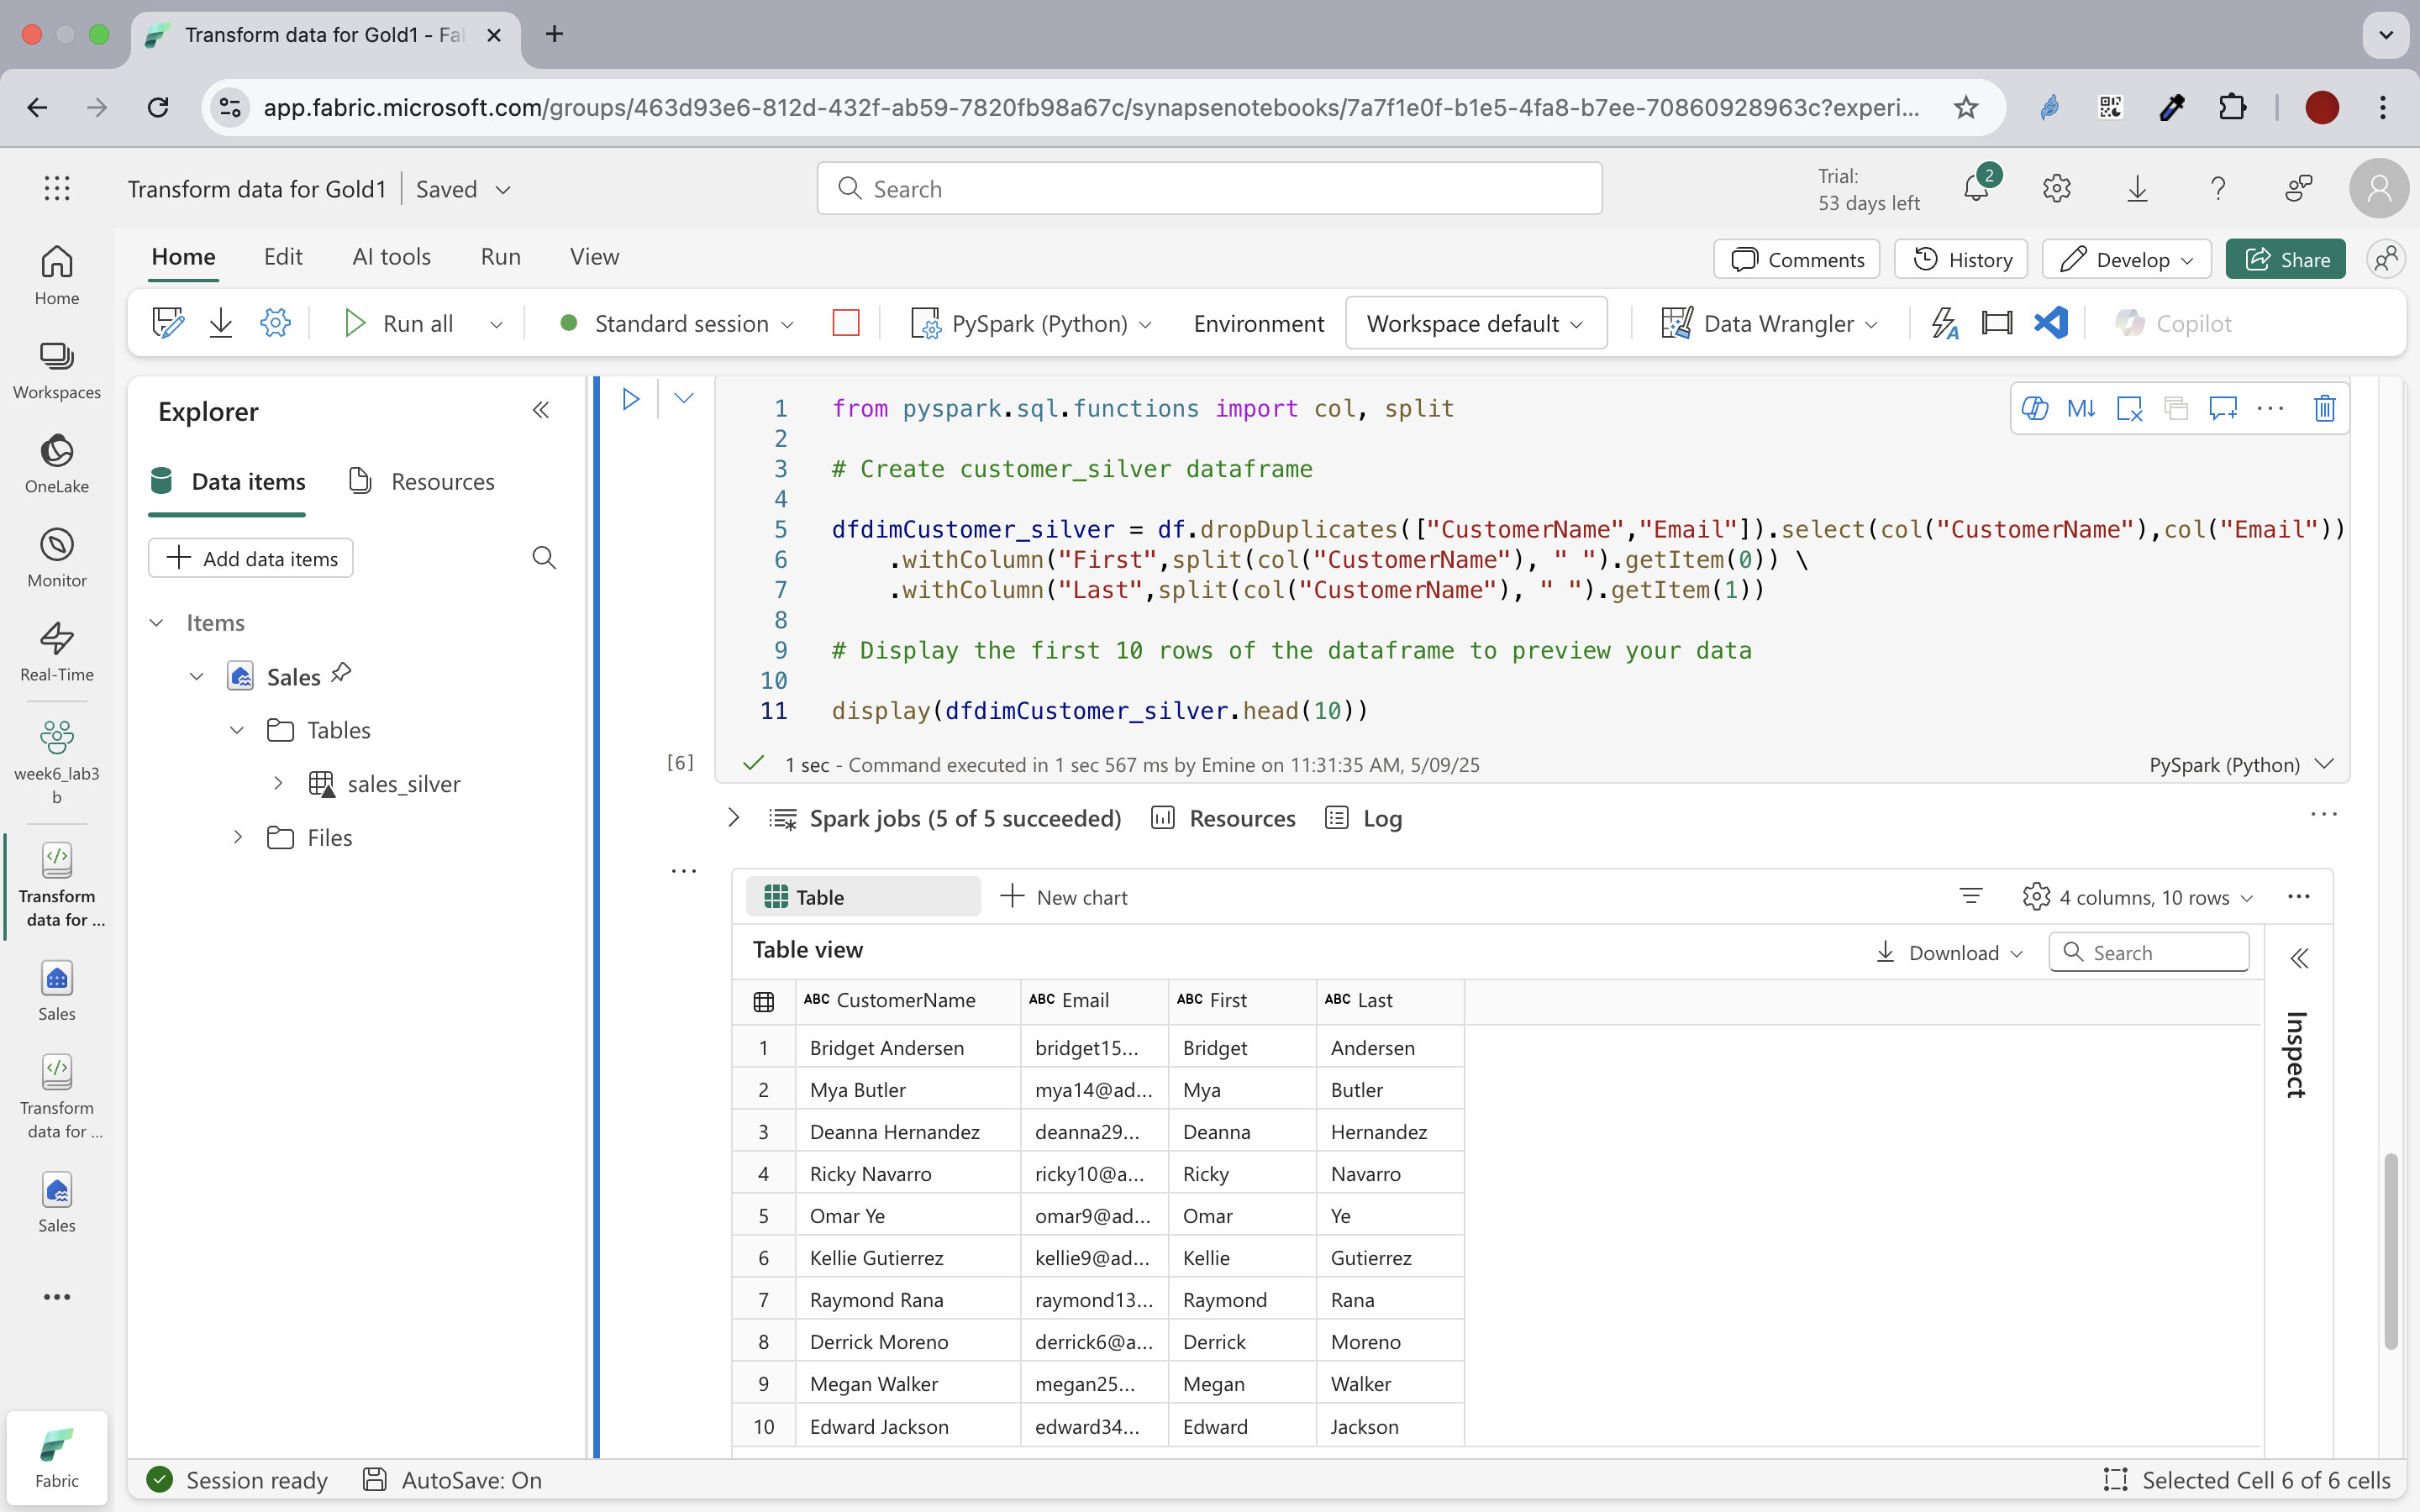 Transform data for Gold1 - Fa
app.fabric.microsoft.com/groups/463d93e6-812d-432f-ab59-7820fb98a67c/synapsenotebooks/7a7f1e0f-b1e5-4fa8-b7ee-70860928963c?experi...
Transform data for Gold1
Saved
Search
Trial:
53 days left
2
Home
Edit
AI tools
Run
View
Comments
History
Develop
Share
Run all
Standard session
PySpark (Python)
Environment
Workspace default
Data Wrangler
Copilot
Home
Workspaces
OneLake
Monitor
Real-Time
week6_lab3
b
Transform
data for ...
Sales
Transform
data for ...
Sales
Fabric
Explorer
Data items
Resources
Add data items
Items
Sales
Tables
sales_silver
Files
M↓
1 from pyspark.sql.functions import col, split
2
3 # Create customer_silver dataframe
4
5 dfdimCustomer_silver = df.dropDuplicates(["CustomerName","Email"]).select(col("CustomerName"),col("Email"))
6 .withColumn("First",split(col("CustomerName"), " ").getItem(0)) \
7 .withColumn("Last",split(col("CustomerName"), " ").getItem(1))
8
9 # Display the first 10 rows of the dataframe to preview your data
10
11 display(dfdimCustomer_silver.head(10))
[6]
1 sec - Command executed in 1 sec 567 ms by Emine on 11:31:35 AM, 5/09/25
PySpark (Python)
Spark jobs (5 of 5 succeeded)
Resources
Log
Table
New chart
4 columns, 10 rows
Table view
Download
Search
Inspect
ABC CustomerName ABC Email ABC First ABC Last
1 Bridget Andersen bridget15... Bridget Andersen
2 Mya Butler mya14@ad... Mya Butler
3 Deanna Hernandez deanna29... Deanna Hernandez
4 Ricky Navarro ricky10@a... Ricky Navarro
5 Omar Ye omar9@ad... Omar Ye
6 Kellie Gutierrez kellie9@ad... Kellie Gutierrez
7 Raymond Rana raymond13... Raymond Rana
8 Derrick Moreno derrick6@a... Derrick Moreno
9 Megan Walker megan25... Megan Walker
10 Edward Jackson edward34... Edward Jackson
Session ready
AutoSave: On
Selected Cell 6 of 6 cells